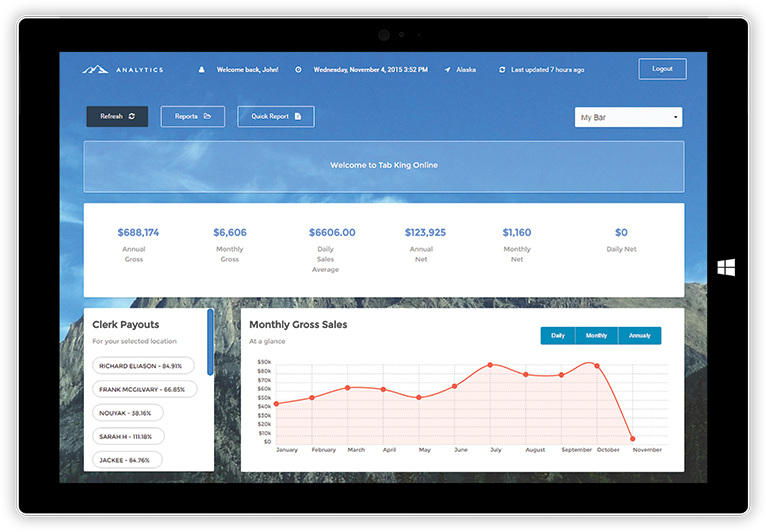 ANALYTICS
Welcome back, John!
Wednesday, November 4, 2015 3:52 PM
Alaska
Last updated 7 hours ago
Logout
Refresh
Reports
Quick Report
My Bar
Welcome to Tab King Online
$688,174
Annual
Gross
$6,606
Monthly
Gross
$6606.00
Daily
Sales
Average
$123,925
Annual
Net
$1,160
Monthly
Net
$0
Daily Net
Clerk Payouts
For your selected location
RICHARD ELIASON - 84.91%
FRANK MCGILVARY - 66.85%
NOUYAK - 38.16%
SARAH H - 111.18%
JACKEE - 84.76%
Monthly Gross Sales
At a glance
Daily
Monthly
Annualy
$90k
$80k
$70k
$60k
$50k
$40k
$30k
$20k
$10k
$0
January
February
March
April
May
June
July
August
September
October
November